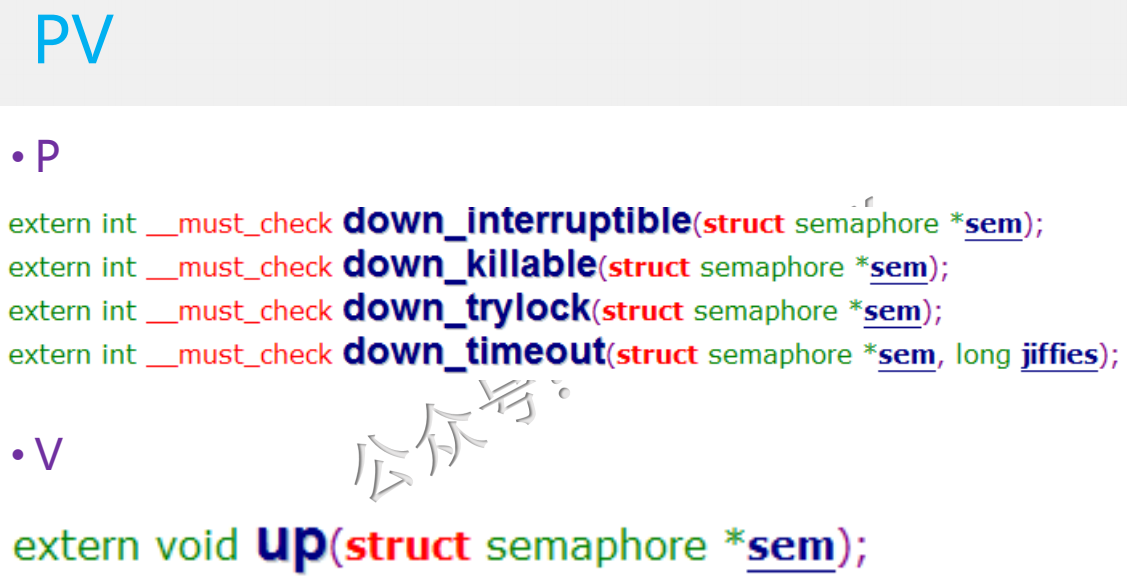 PV
• P
extern int __must_check down_interruptible(struct semaphore *sem);
extern int __must_check down_killable(struct semaphore *sem);
extern int __must_check down_trylock(struct semaphore *sem);
extern int __must_check down_timeout(struct semaphore *sem, long jiffies);
公众号:
• V
extern void up(struct semaphore *sem);